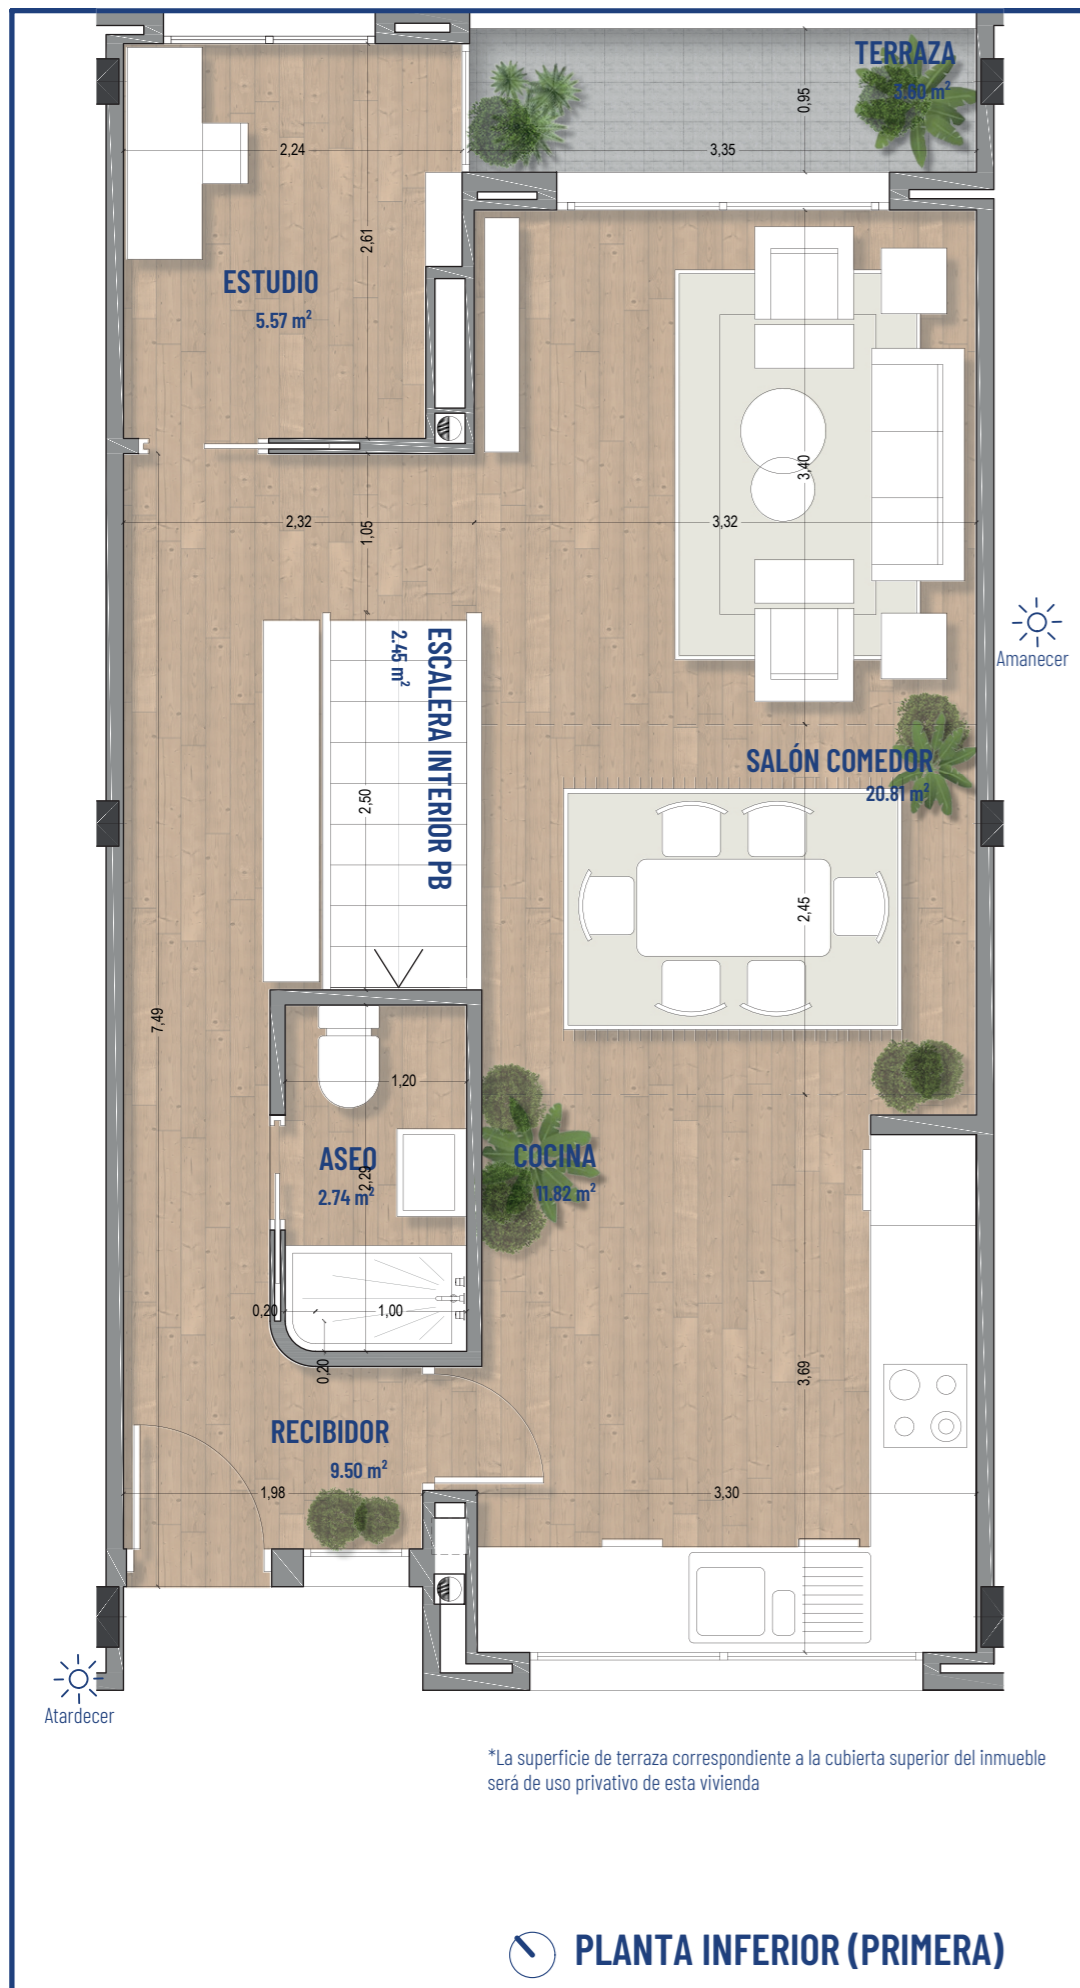 TERRAZA
3.60 m²
0,95
2,24
3,35
2,61
ESTUDIO
5.57 m²
3,40
2,32
1,05
3,32
ESCALERA INTERIOR PB
2.45 m²
Amanecer
SALÓN COMEDOR
20.81 m²
2,50
2,45
7,49
1,20
ASEO
2.74 m²
2,29
COCINA
11.82 m²
0,20
1,00
0,20
3,69
RECIBIDOR
9.50 m²
1,98
3,30
Atardecer
*La superficie de terraza correspondiente a la cubierta superior del inmueble
será de uso privativo de esta vivienda
PLANTA INFERIOR (PRIMERA)